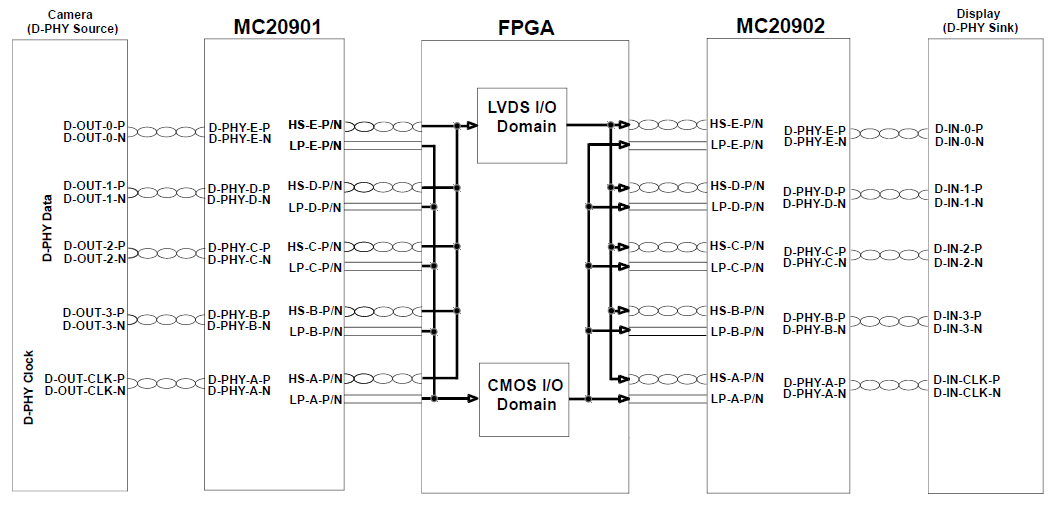 Camera
(D-PHY Source)
MC20901
FPGA
MC20902
Display
(D-PHY Sink)
D-PHY Data
D-PHY Clock
D-OUT-0-P
D-OUT-0-N
D-OUT-1-P
D-OUT-1-N
D-OUT-2-P
D-OUT-2-N
D-OUT-3-P
D-OUT-3-N
D-OUT-CLK-P
D-OUT-CLK-N
D-PHY-E-P
D-PHY-E-N
D-PHY-D-P
D-PHY-D-N
D-PHY-C-P
D-PHY-C-N
D-PHY-B-P
D-PHY-B-N
D-PHY-A-P
D-PHY-A-N
HS-E-P/N
LP-E-P/N
HS-D-P/N
LP-D-P/N
HS-C-P/N
LP-C-P/N
HS-B-P/N
LP-B-P/N
HS-A-P/N
LP-A-P/N
LVDS I/O
Domain
CMOS I/O
Domain
HS-E-P/N
LP-E-P/N
HS-D-P/N
LP-D-P/N
HS-C-P/N
LP-C-P/N
HS-B-P/N
LP-B-P/N
HS-A-P/N
LP-A-P/N
D-PHY-E-P
D-PHY-E-N
D-PHY-D-P
D-PHY-D-N
D-PHY-C-P
D-PHY-C-N
D-PHY-B-P
D-PHY-B-N
D-PHY-A-P
D-PHY-A-N
D-IN-0-P
D-IN-0-N
D-IN-1-P
D-IN-1-N
D-IN-2-P
D-IN-2-N
D-IN-3-P
D-IN-3-N
D-IN-CLK-P
D-IN-CLK-N